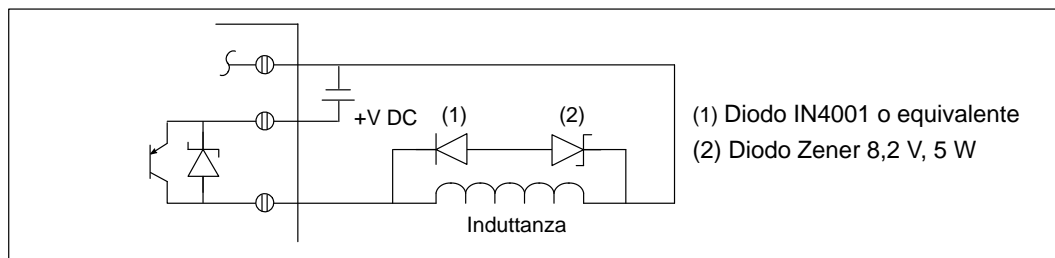 +V DC
(1)
(2)
(1) Diodo IN4001 o equivalente
(2) Diodo Zener 8,2 V, 5 W
Induttanza